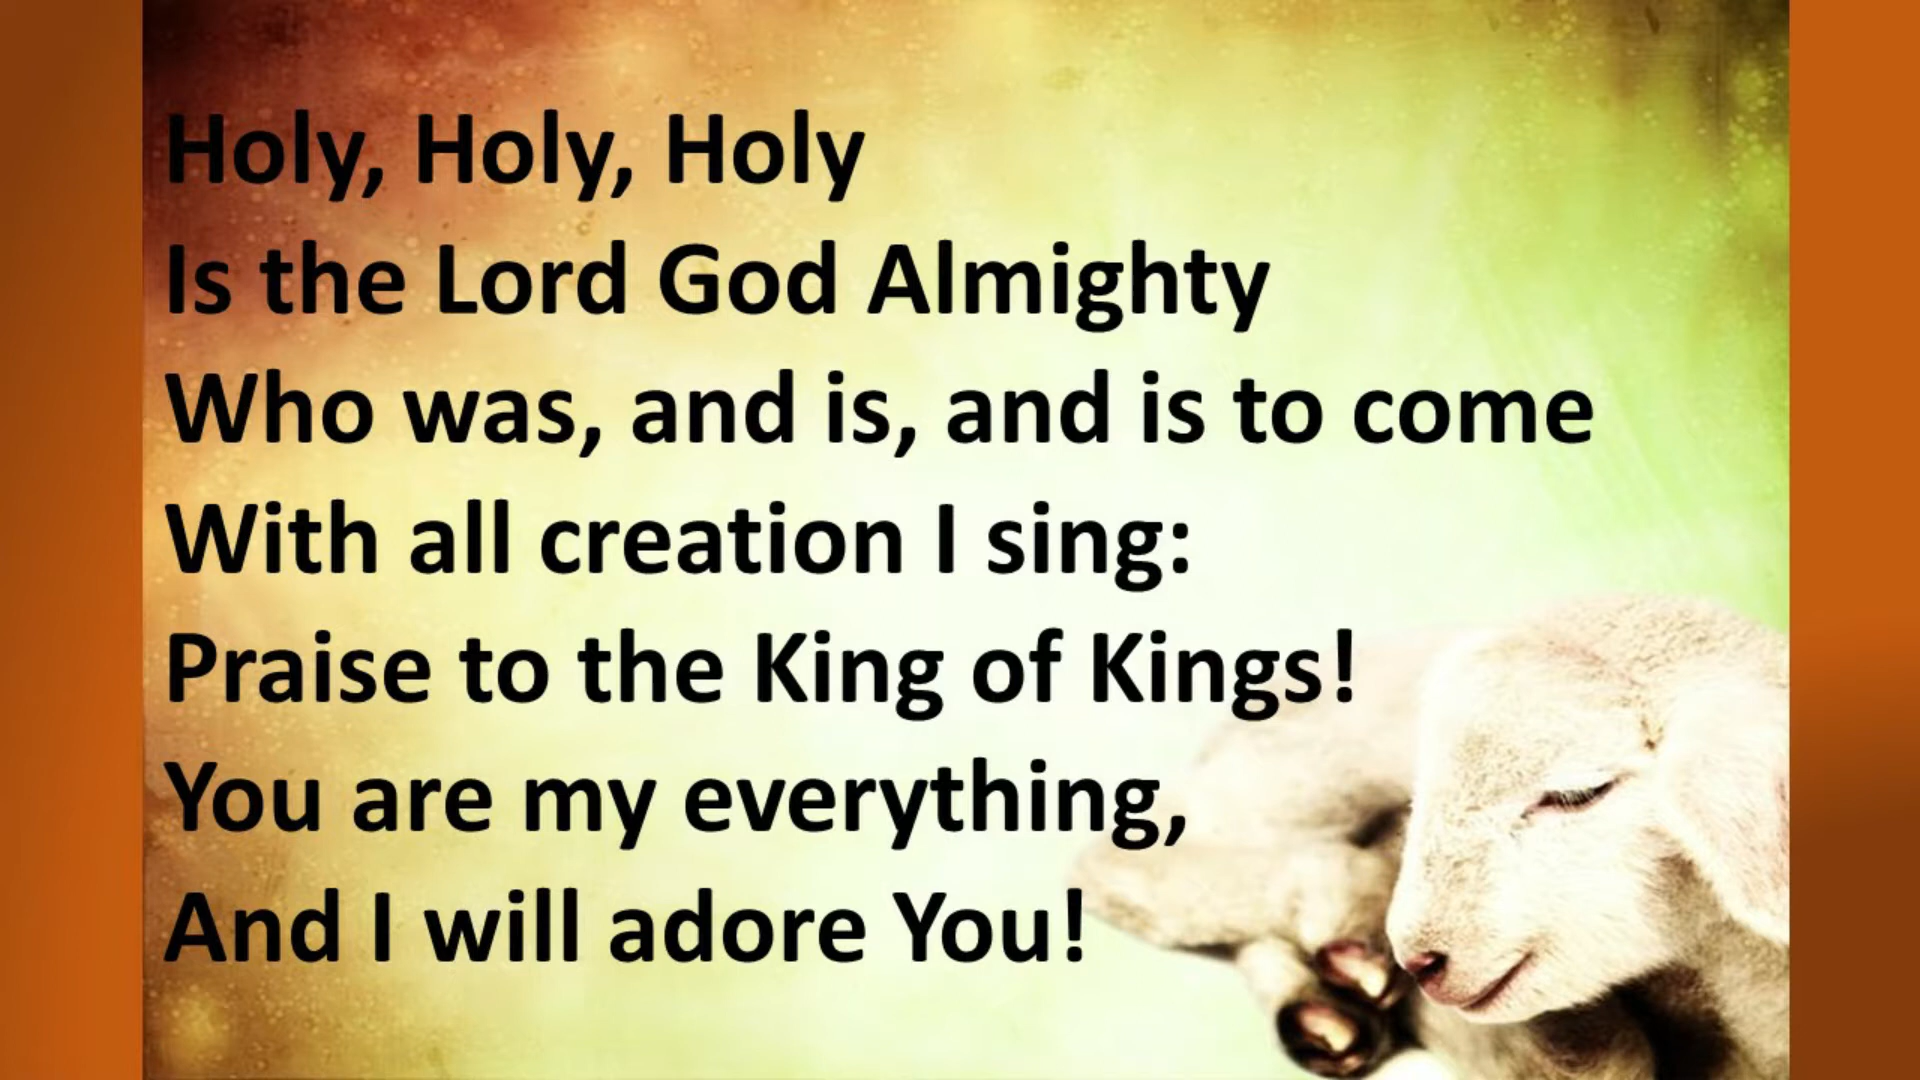 Holy, Holy, Holy
Is the Lord God Almighty
Who was, and is, and is to come
With all creation I sing:
Praise to the King of Kings!
You are my everything,
And I will adore You!